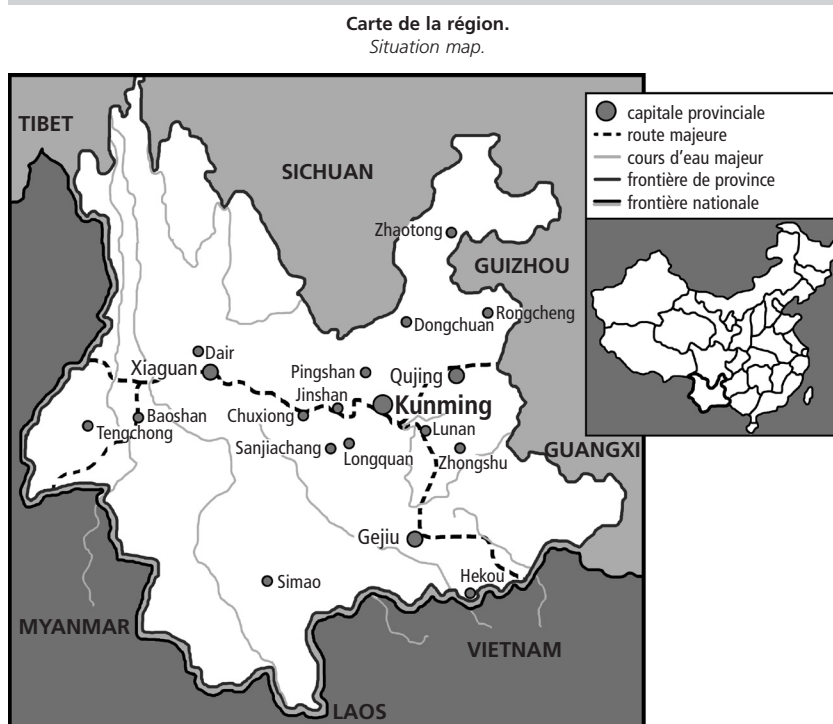 Carte de la région.
Situation map.
TIBET
SICHUAN
capitale provinciale
route majeure
cours d'eau majeur
frontière de province
frontière nationale
Zhaotong
GUIZHOU
Rongcheng
Dongchuan
Dair
Xiaguan
Pingshan
Qujing
Jinshan
Kunming
Baoshan
Chuxiong
Tengchong
Lunan
Sanjiachang
Longquan
Zhongshu
GUANGXI
Gejiu
Simao
Hekou
MYANMAR
VIETNAM
LAOS